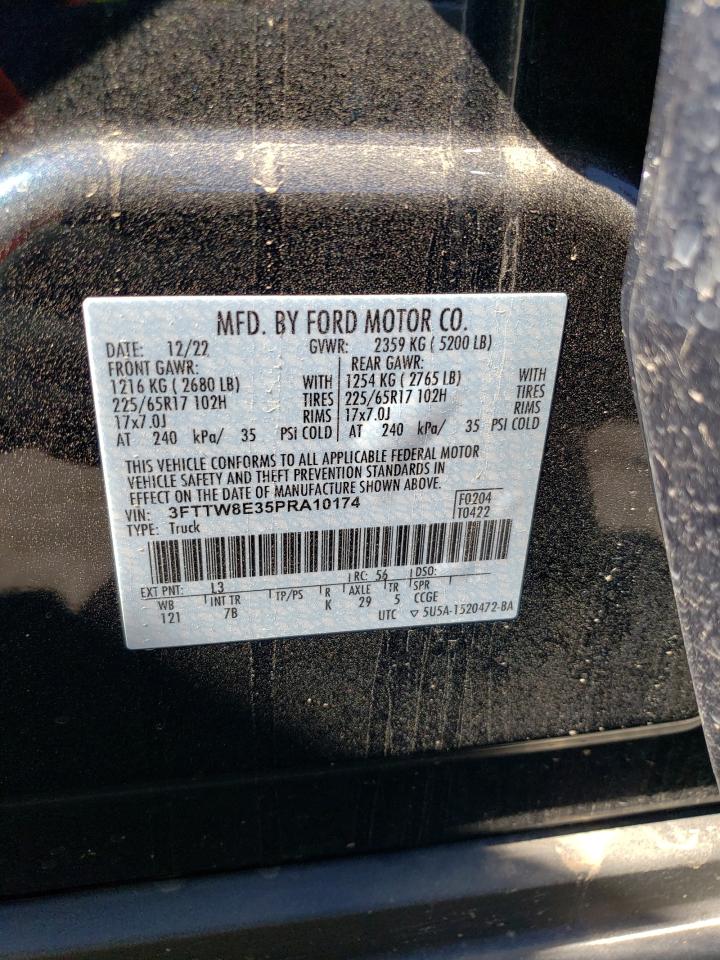 MFD. BY FORD MOTOR CO.
DATE: 12/22 GVWR: 2359 KG ( 5200 LB)
FRONT GAWR: REAR GAWR:
1216 KG ( 2680 LB) WITH 1254 KG ( 2765 LB) WITH
225/65R17 102H TIRES 225/65R17 102H TIRES
17x7.0J RIMS 17x7.0J RIMS
AT 240 kPa/ 35 PSI COLD AT 240 kPa/ 35 PSI COLD
THIS VEHICLE CONFORMS TO ALL APPLICABLE FEDERAL MOTOR
VEHICLE SAFETY AND THEFT PREVENTION STANDARDS IN
EFFECT ON THE DATE OF MANUFACTURE SHOWN ABOVE.
VIN: 3FTTW8E35PRA10174 F0204
TYPE: Truck T0422
EXT PNT: L3 RC: 56 DSO:
WB INT TR TP/PS R AXLE TR SPR
121 7B K 29 5 CCGE
UTC ▽ 5U5A-1520472-BA